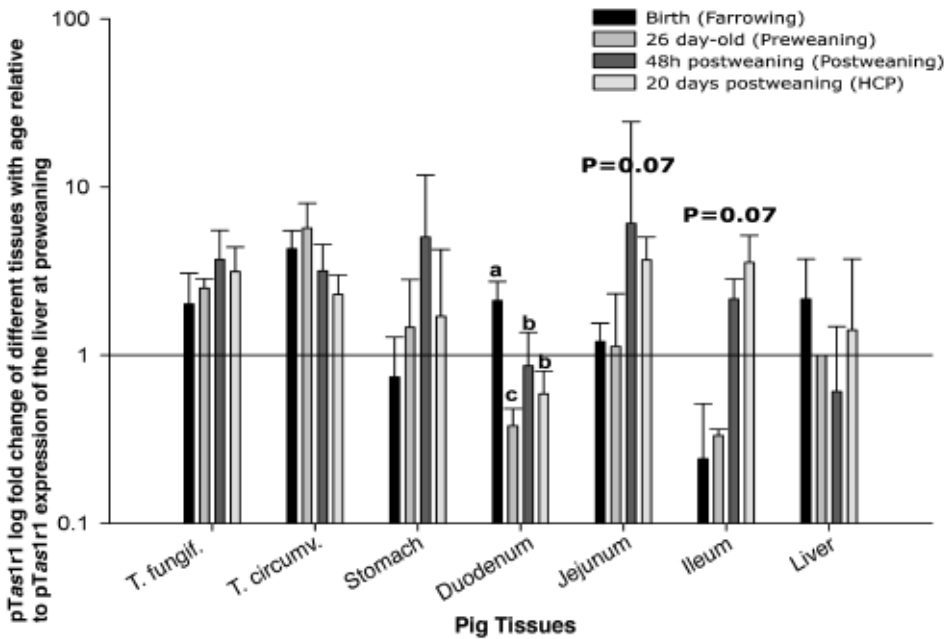 pTas1r1 log fold change of different tissues with age relative
to pTas1r1 expression of the liver at preweaning
100
10
1
0.1
Birth (Farrowing)
26 day-old (Preweaning)
48h postweaning (Postweaning)
20 days postweaning (HCP)
P=0.07
P=0.07
a
c
b
b
T. fungif.
T. circumv.
Stomach
Duodenum
Jejunum
Ileum
Liver
Pig Tissues